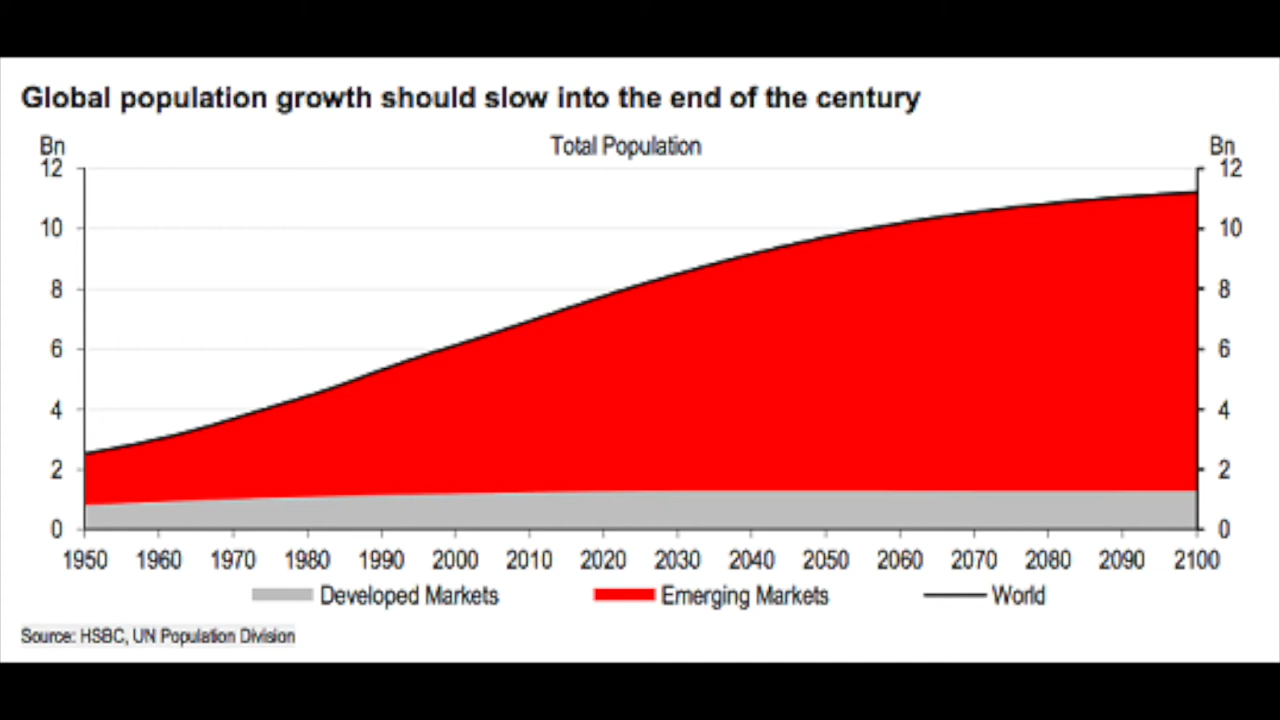 Global population growth should slow into the end of the century
Bn Total Population Bn
12 12
10 10
8 8
6 6
4 4
2 2
0 0
1950 1960 1970 1980 1990 2000 2010 2020 2030 2040 2050 2060 2070 2080 2090 2100
Developed Markets Emerging Markets World
Source: HSBC, UN Population Division